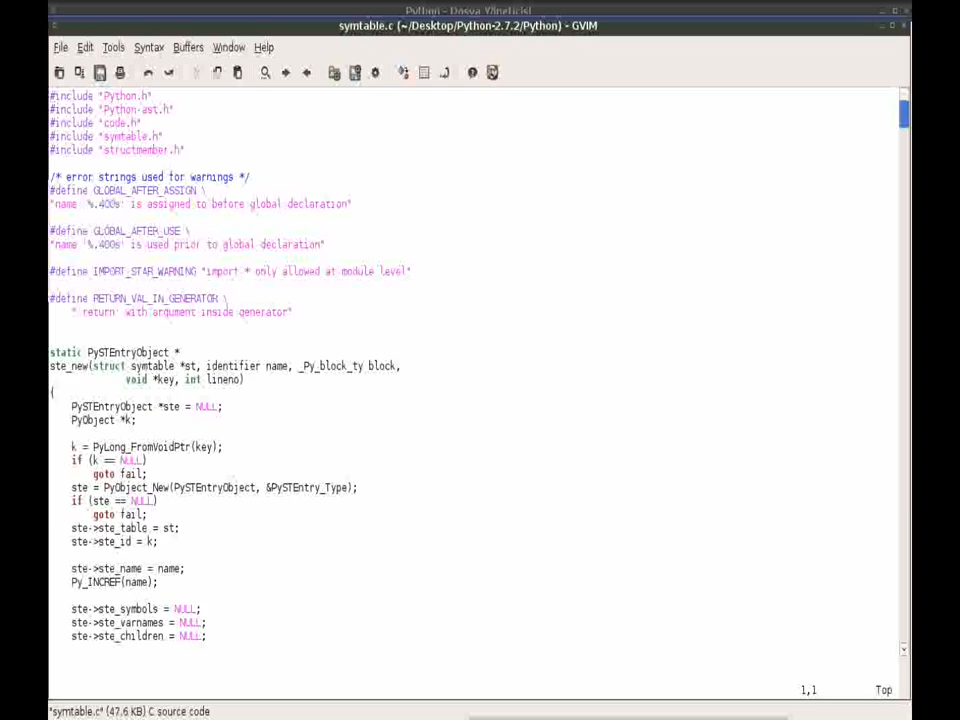 Python - Dosya Yöneticisi
symtable.c (~/Desktop/Python-2.7.2/Python) - GVIM
File Edit Tools Syntax Buffers Window Help
#include "Python.h"
#include "Python-ast.h"
#include "code.h"
#include "symtable.h"
#include "structmember.h"
/* error strings used for warnings */
#define GLOBAL_AFTER_ASSIGN \
"name '%.400s' is assigned to before global declaration"
#define GLOBAL_AFTER_USE \
"name '%.400s' is used prior to global declaration"
#define IMPORT_STAR_WARNING "import * only allowed at module level"
#define RETURN_VAL_IN_GENERATOR \
"'return' with argument inside generator"
static PySTEntryObject *
ste_new(struct symtable *st, identifier name, _Py_block_ty block,
void *key, int lineno)
{
PySTEntryObject *ste = NULL;
PyObject *k;
k = PyLong_FromVoidPtr(key);
if (k == NULL)
goto fail;
ste = PyObject_New(PySTEntryObject, &PySTEntry_Type);
if (ste == NULL)
goto fail;
ste->ste_table = st;
ste->ste_id = k;
ste->ste_name = name;
Py_INCREF(name);
ste->ste_symbols = NULL;
ste->ste_varnames = NULL;
ste->ste_children = NULL;
1,1 Top
"symtable.c" (47.6 KB) C source code